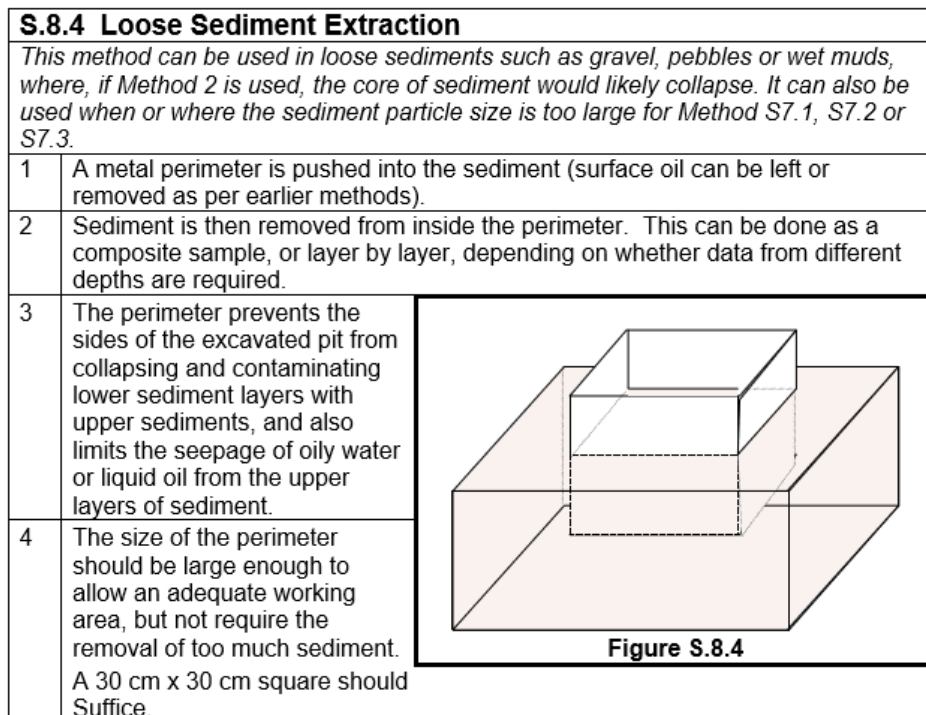 S.8.4 Loose Sediment Extraction
This method can be used in loose sediments such as gravel, pebbles or wet muds,
where, if Method 2 is used, the core of sediment would likely collapse. It can also be
used when or where the sediment particle size is too large for Method S7.1, S7.2 or
S7.3.
1 A metal perimeter is pushed into the sediment (surface oil can be left or
removed as per earlier methods).
2 Sediment is then removed from inside the perimeter. This can be done as a
composite sample, or layer by layer, depending on whether data from different
depths are required.
3 The perimeter prevents the
sides of the excavated pit from
collapsing and contaminating
lower sediment layers with
upper sediments, and also
limits the seepage of oily water
or liquid oil from the upper
layers of sediment.
4 The size of the perimeter
should be large enough to
allow an adequate working
area, but not require the
removal of too much sediment.
A 30 cm x 30 cm square should
Suffice.
Figure S.8.4